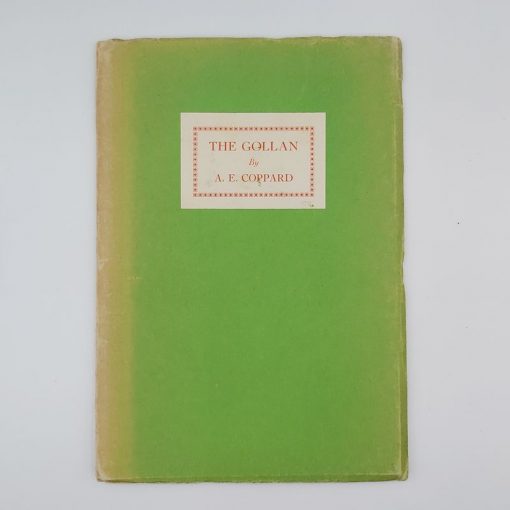 THE GOLLAN
By
A. E. COPPARD